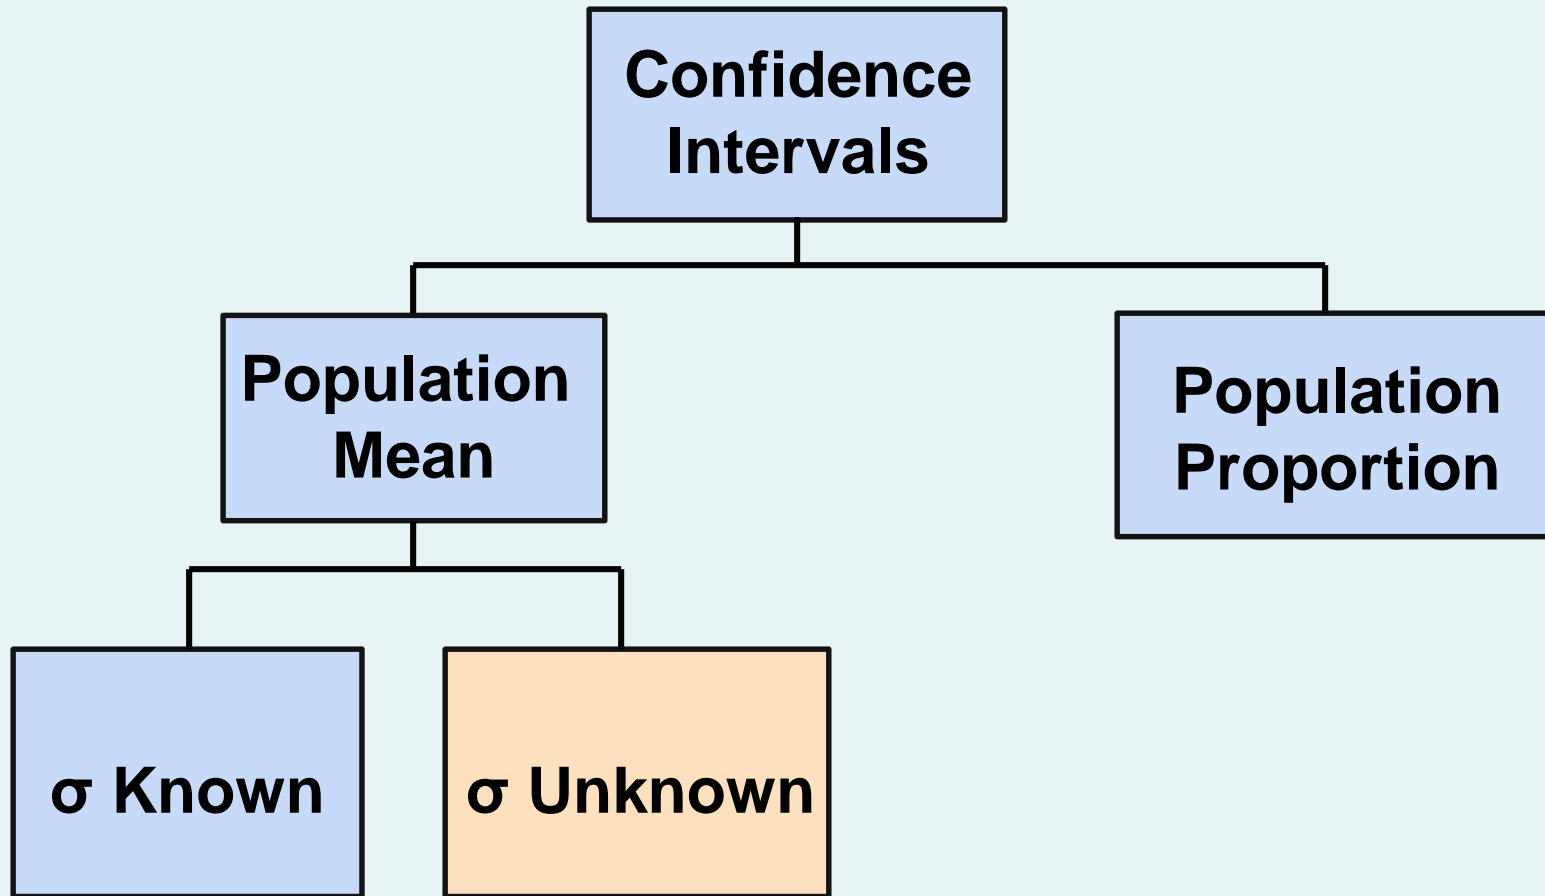 Confidence
Intervals
Population
Mean
Population
Proportion
σ Known
σ Unknown